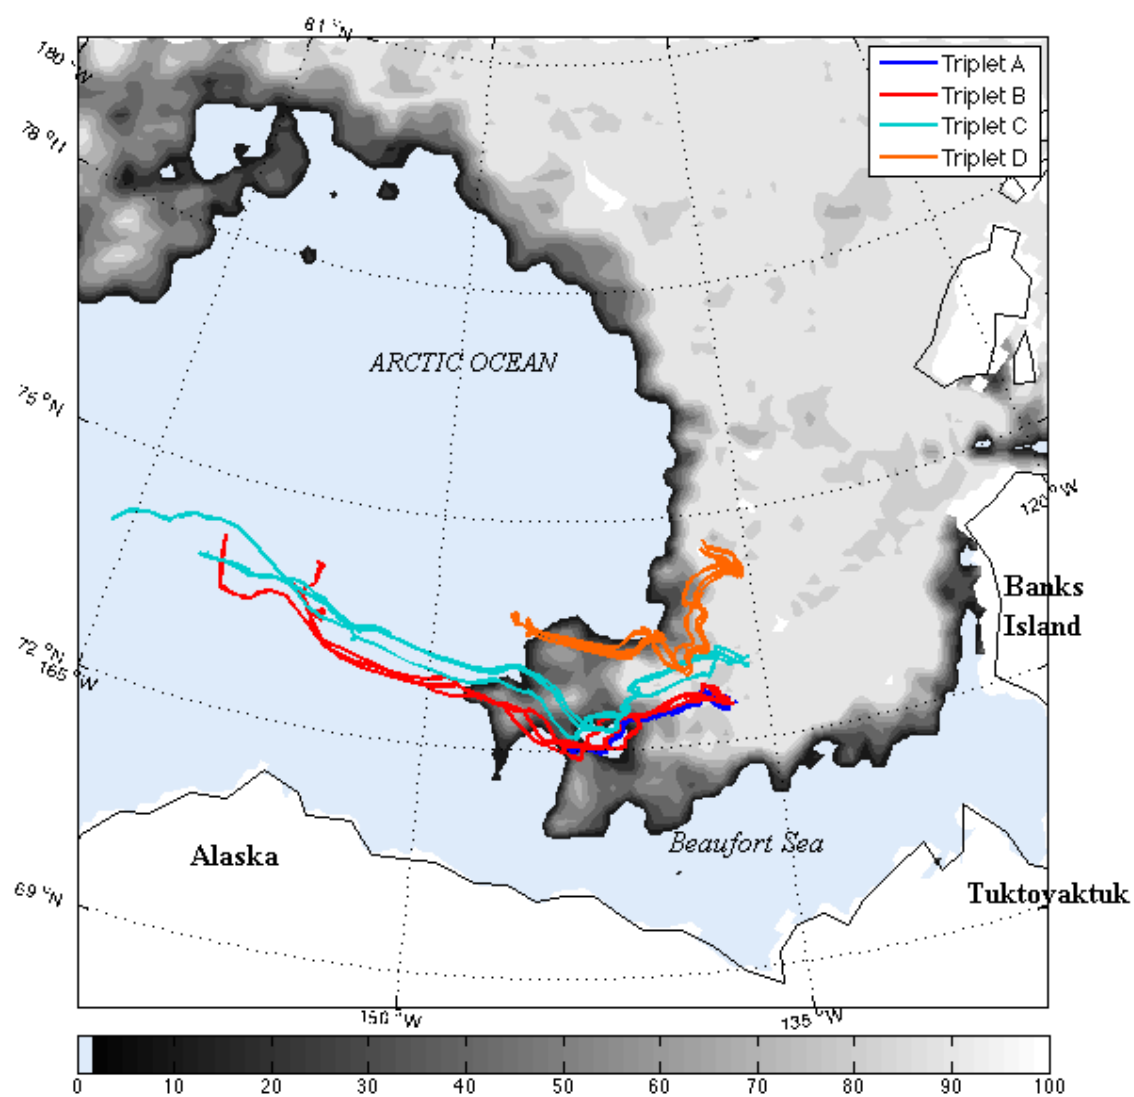 81 °N
180 °W
Triplet A
Triplet B
Triplet C
Triplet D
78 °N
ARCTIC OCEAN
75 °N
120 °W
Banks
Island
72 °N
165 °W
Beaufort Sea
Alaska
69 °N
Tuktoyaktuk
150 °W
135 °W
0 10 20 30 40 50 60 70 80 90 100